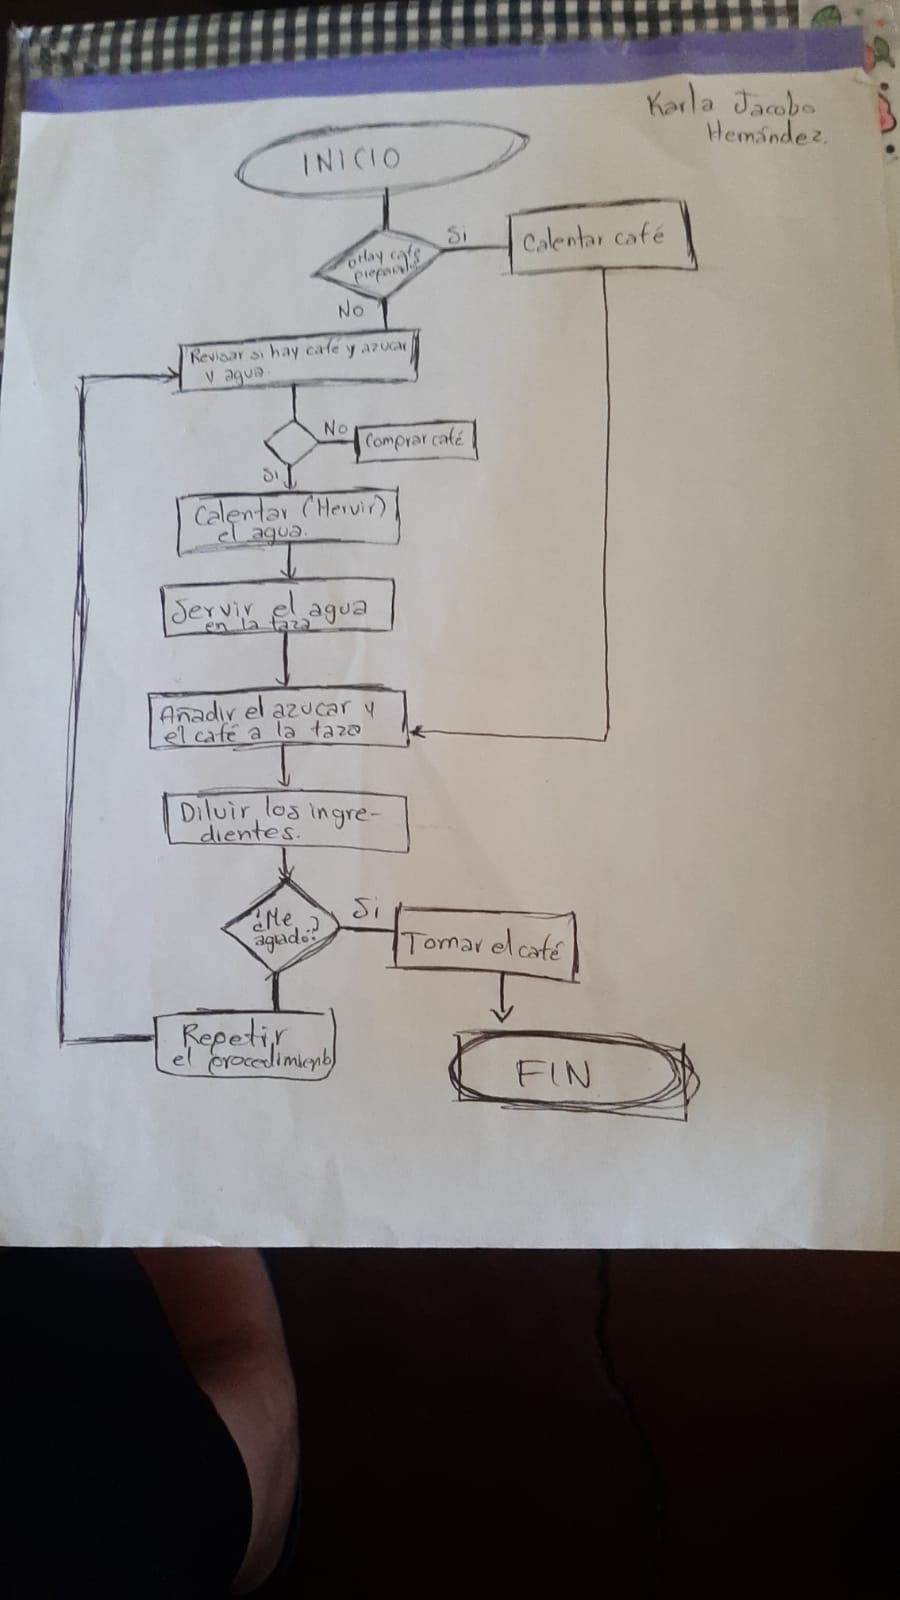 Karla Jacobo
Hernández.
INICIO
¿Hay café
preparado?
Si
Calentar café
No
Revisar si hay café y azucar
y agua.
No
Comprar café
Si
Calentar (Hervir)
el agua.
Servir el agua
en la taza
Añadir el azucar y
el café a la taza
Diluir los ingre-
dientes.
¿Me
agradó?
Si
Tomar el café
Repetir
el procedimiento
FIN